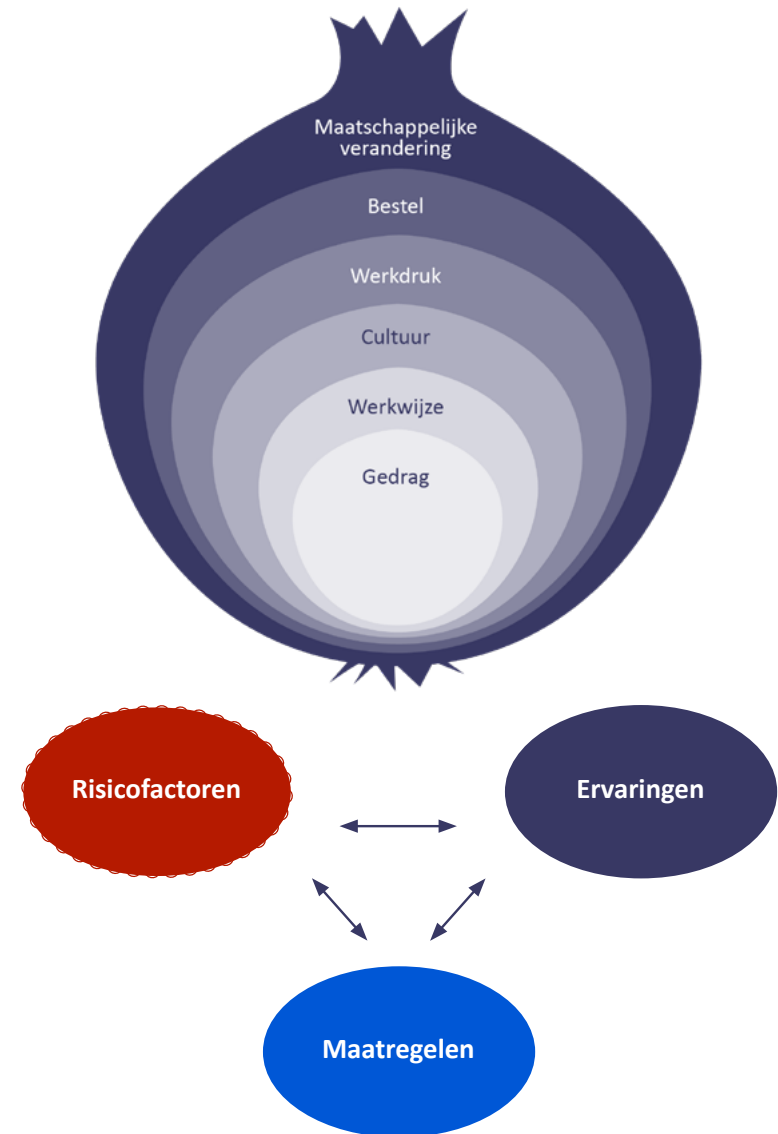 Maatschappelijke
verandering
Bestel
Werkdruk
Cultuur
Werkwijze
Gedrag
Risicofactoren
Ervaringen
Maatregelen